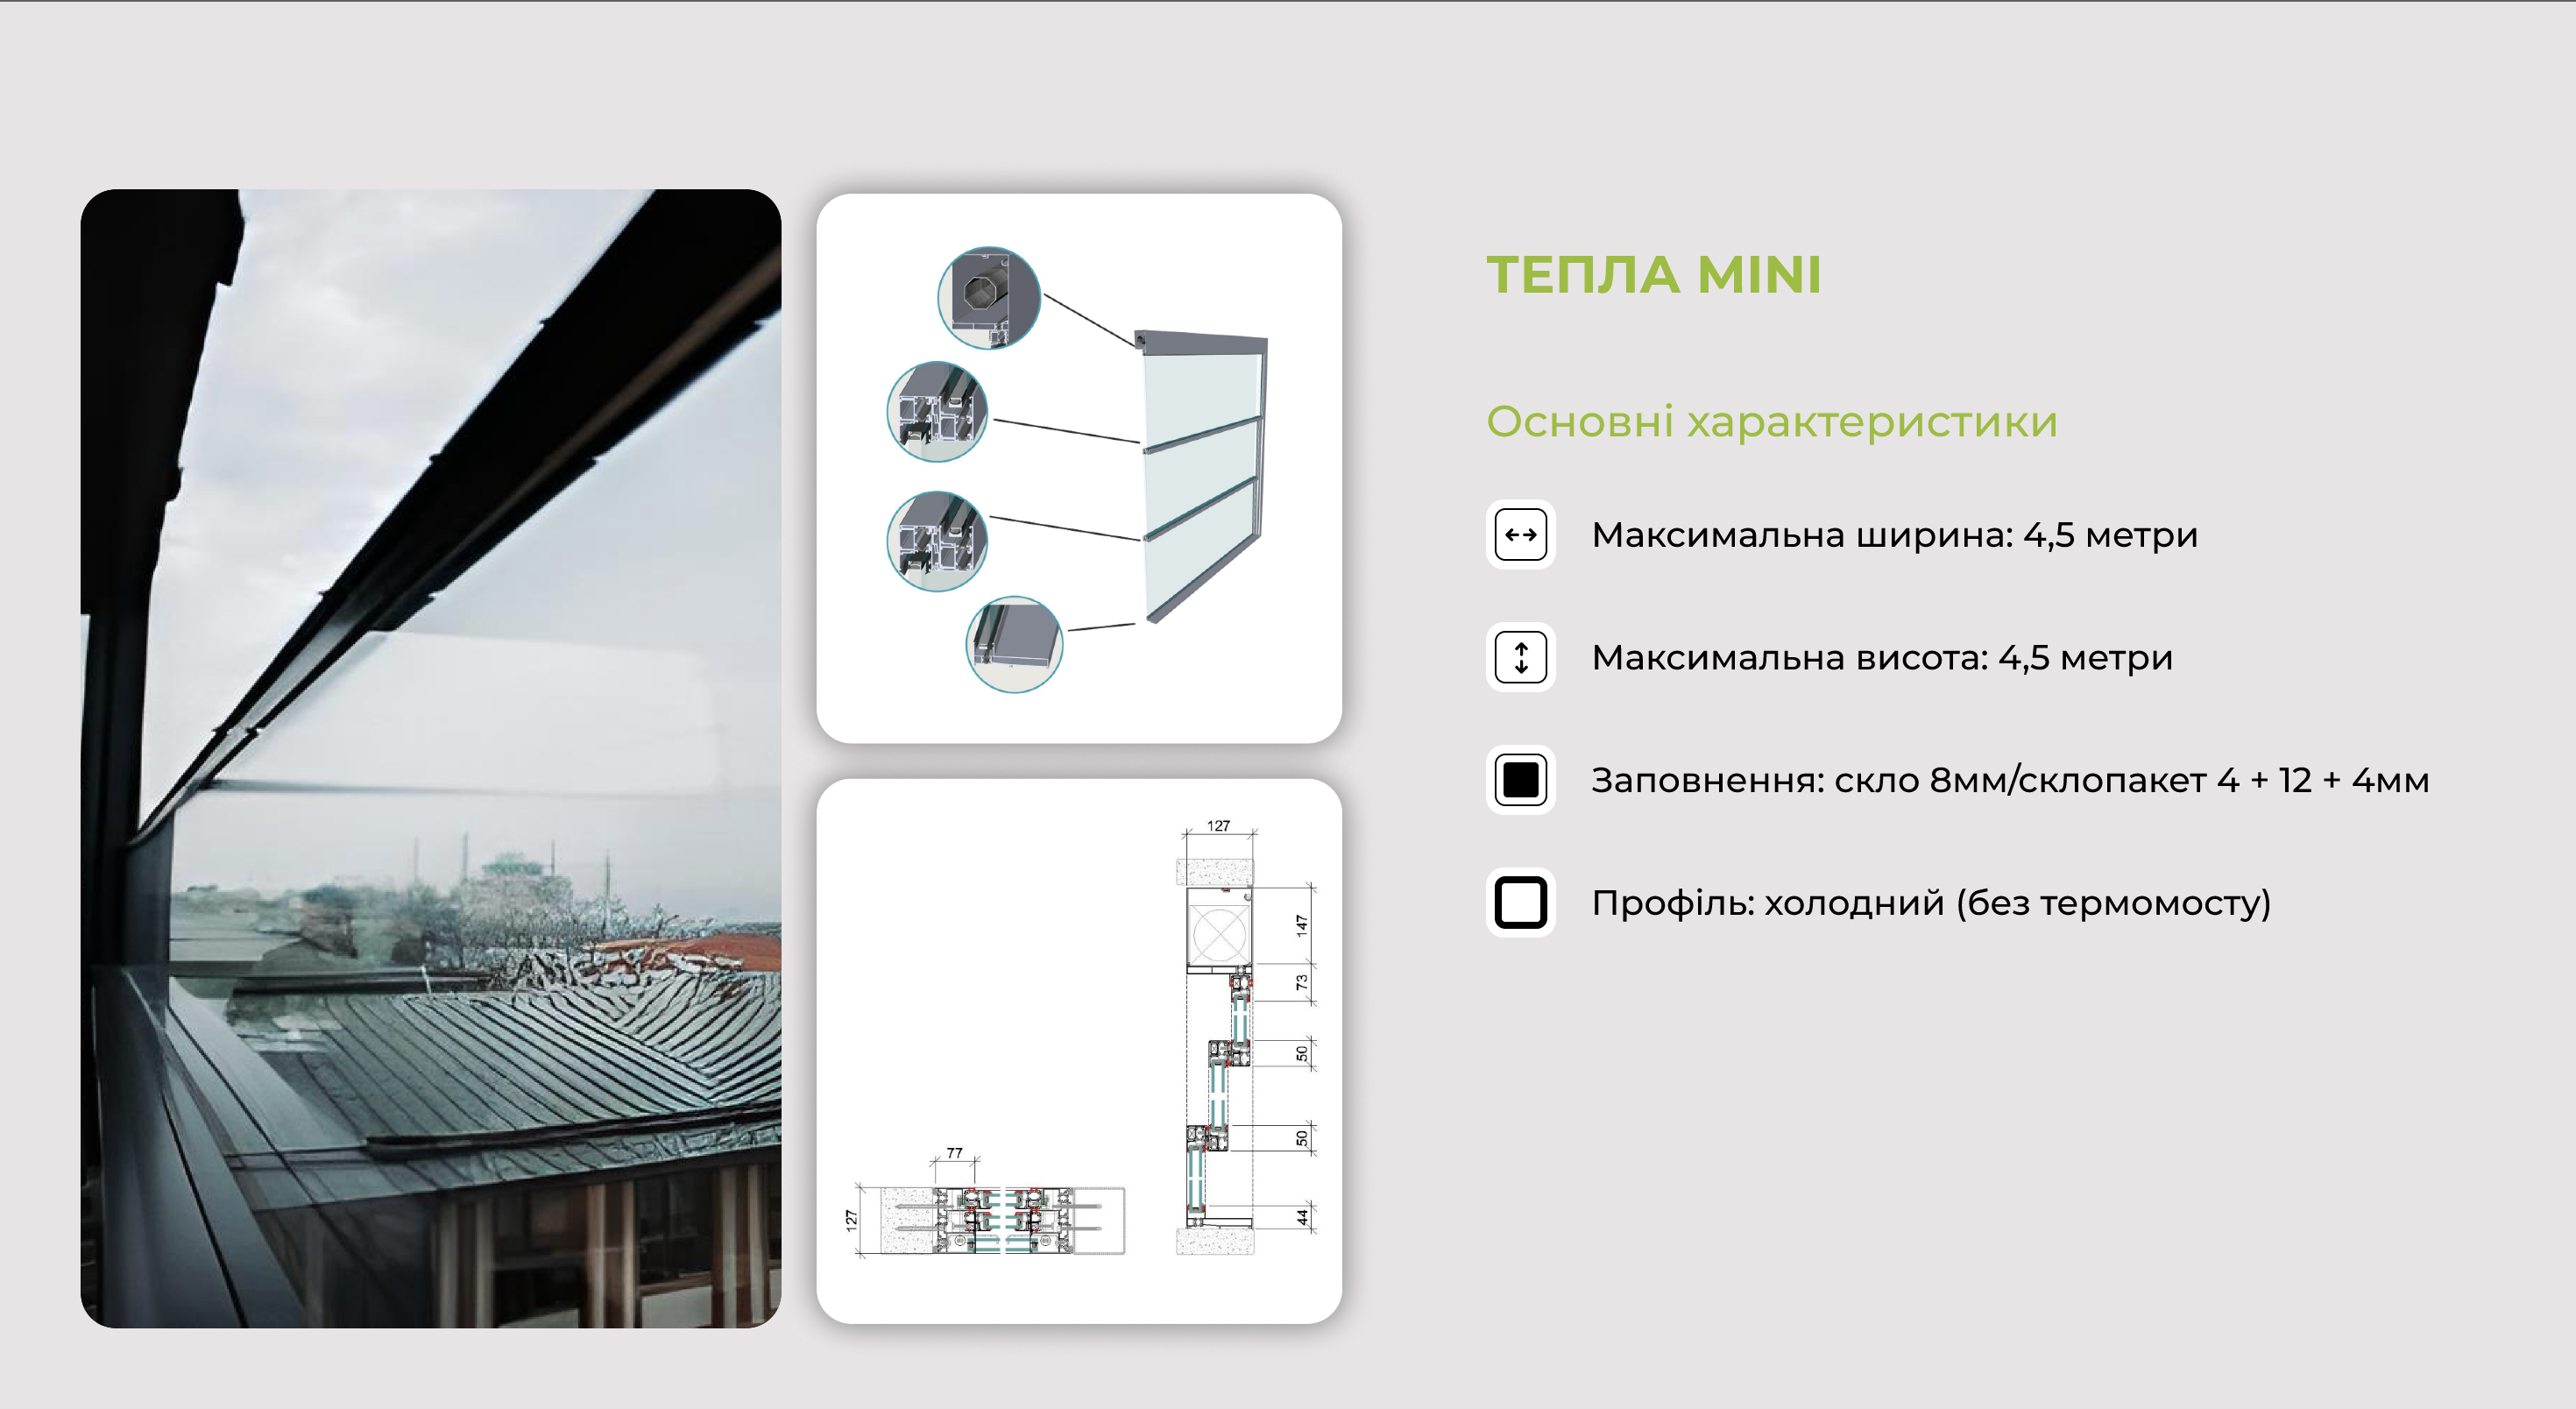 ТЕПЛА MINI
Основні характеристики
Максимальна ширина: 4,5 метри
Максимальна висота: 4,5 метри
Заповнення: скло 8мм/склопакет 4 + 12 + 4мм
Профіль: холодний (без термомосту)
127
147
73
50
50
44
77
127